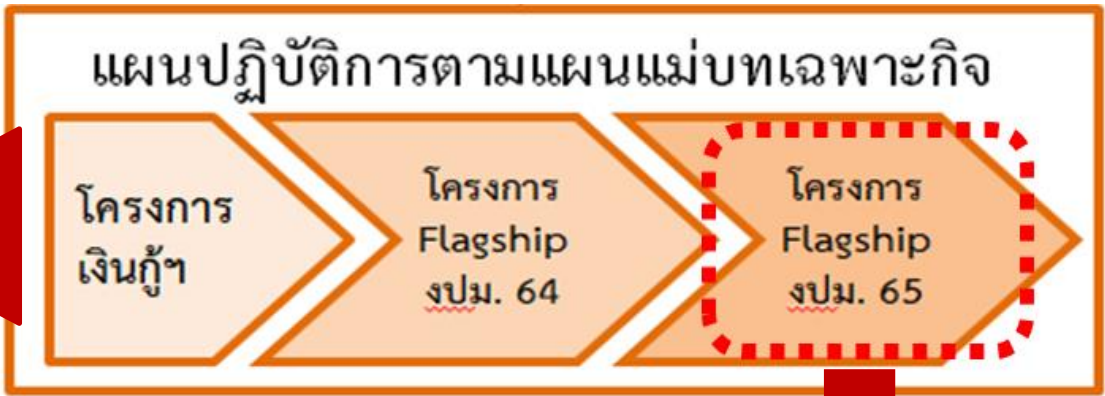 แผนปฏิบัติการตามแผนแม่บทเฉพาะกิจ
โครงการ
เงินกู้ฯ
โครงการ
Flagship
งปม. 64
โครงการ
Flagship
งปม. 65